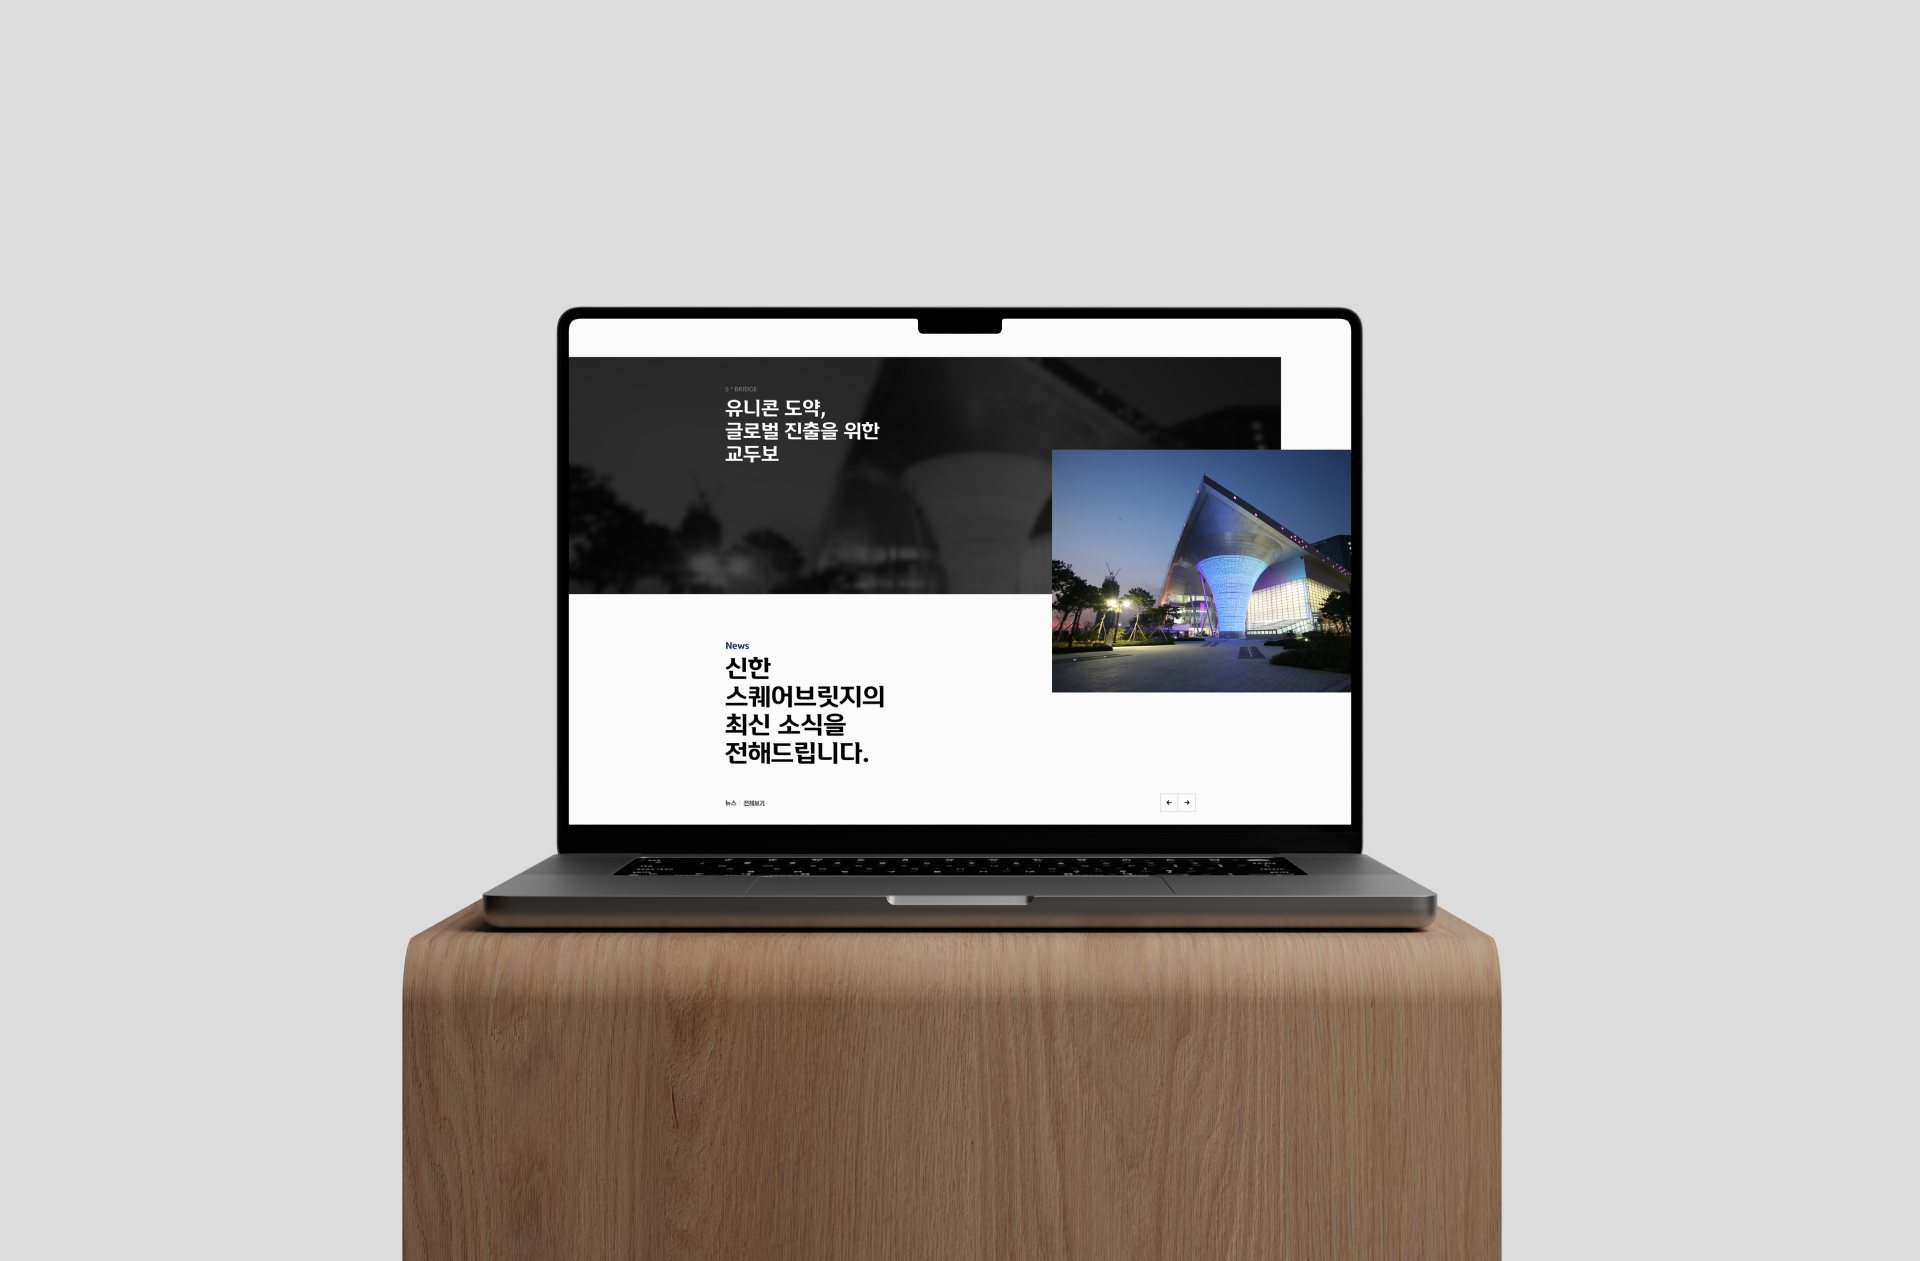 S² BRIDGE
유니콘 도약,
글로벌 진출을 위한
교두보
News
신한
스퀘어브릿지의
최신 소식을
전해드립니다.
뉴스 전체보기